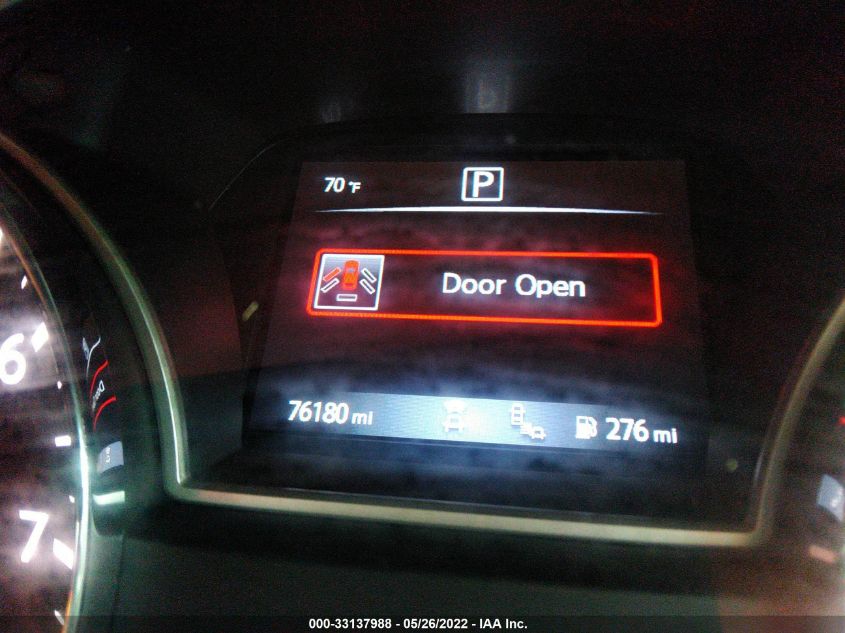 70 °F
P
Door Open
76180 mi
276 mi
6
7
000-33137988 - 05/26/2022 - IAA Inc.